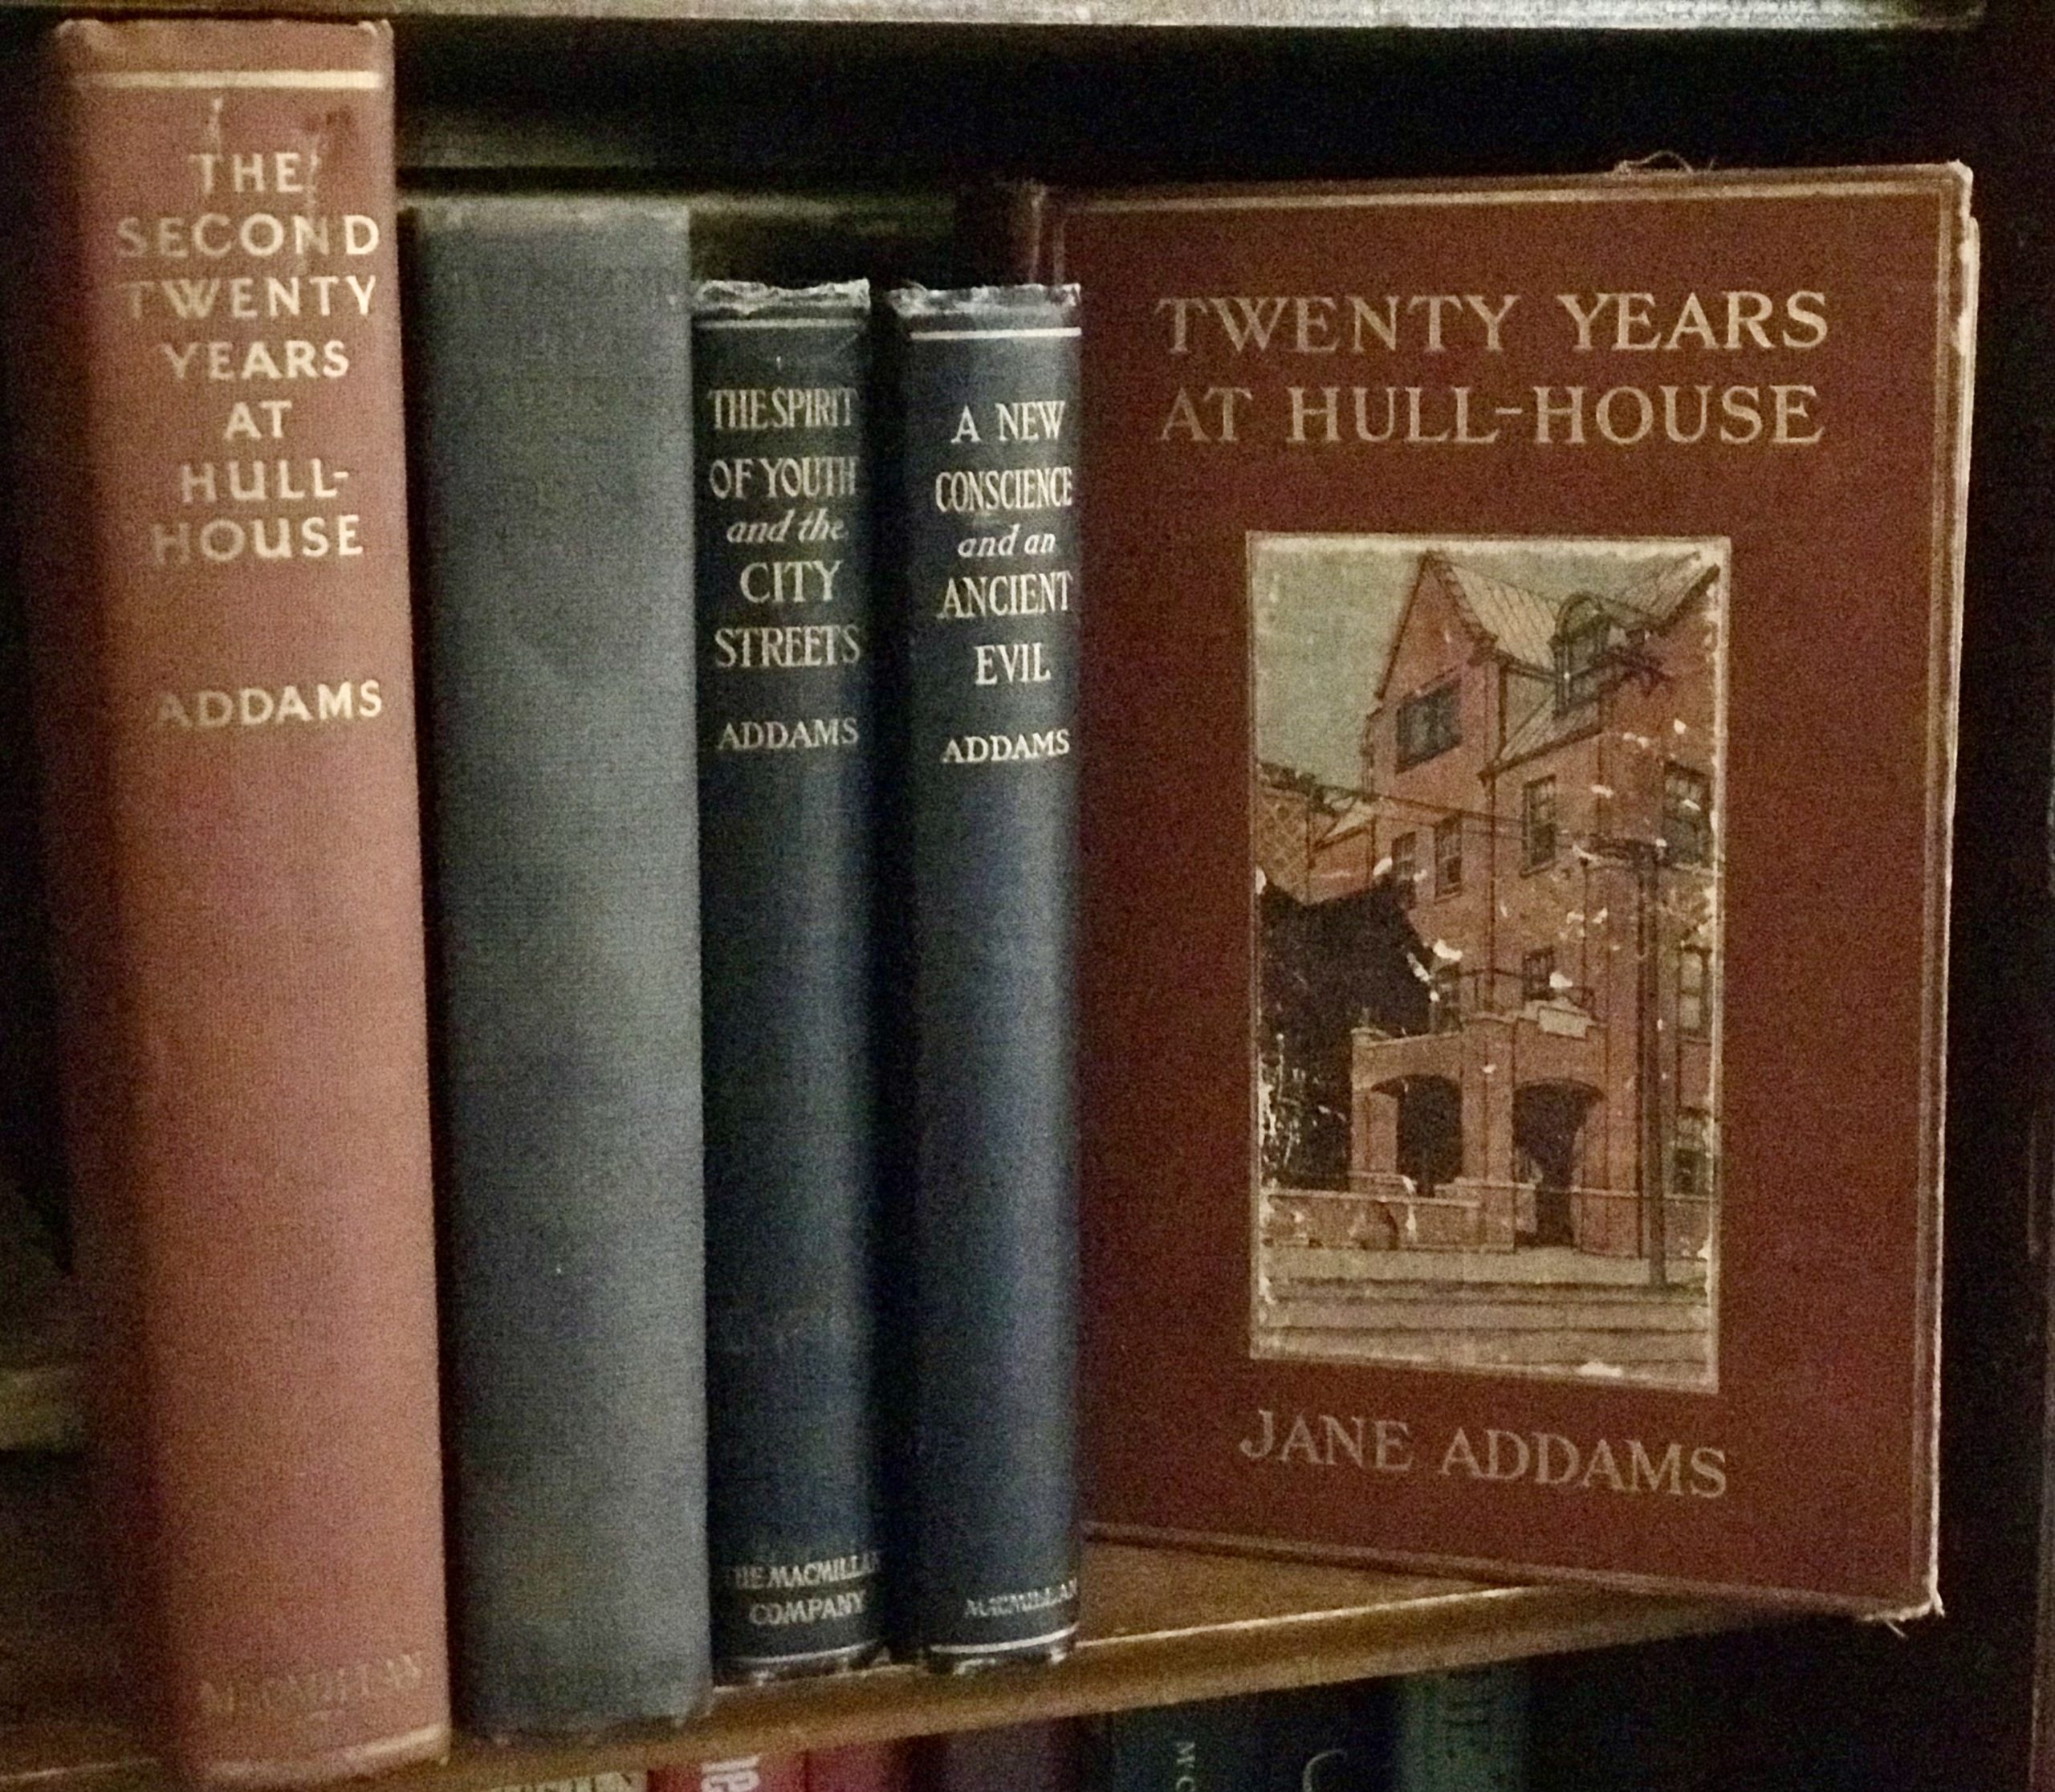 THE
SECOND
TWENTY
YEARS
AT
HULL-
HOUSE
ADDAMS
MACMILLAN
THE SPIRIT
OF YOUTH
and the
CITY
STREETS
ADDAMS
THE MACMILLAN
COMPANY
A NEW
CONSCIENCE
and an
ANCIENT
EVIL
ADDAMS
MACMILLAN
TWENTY YEARS
AT HULL-HOUSE
JANE ADDAMS